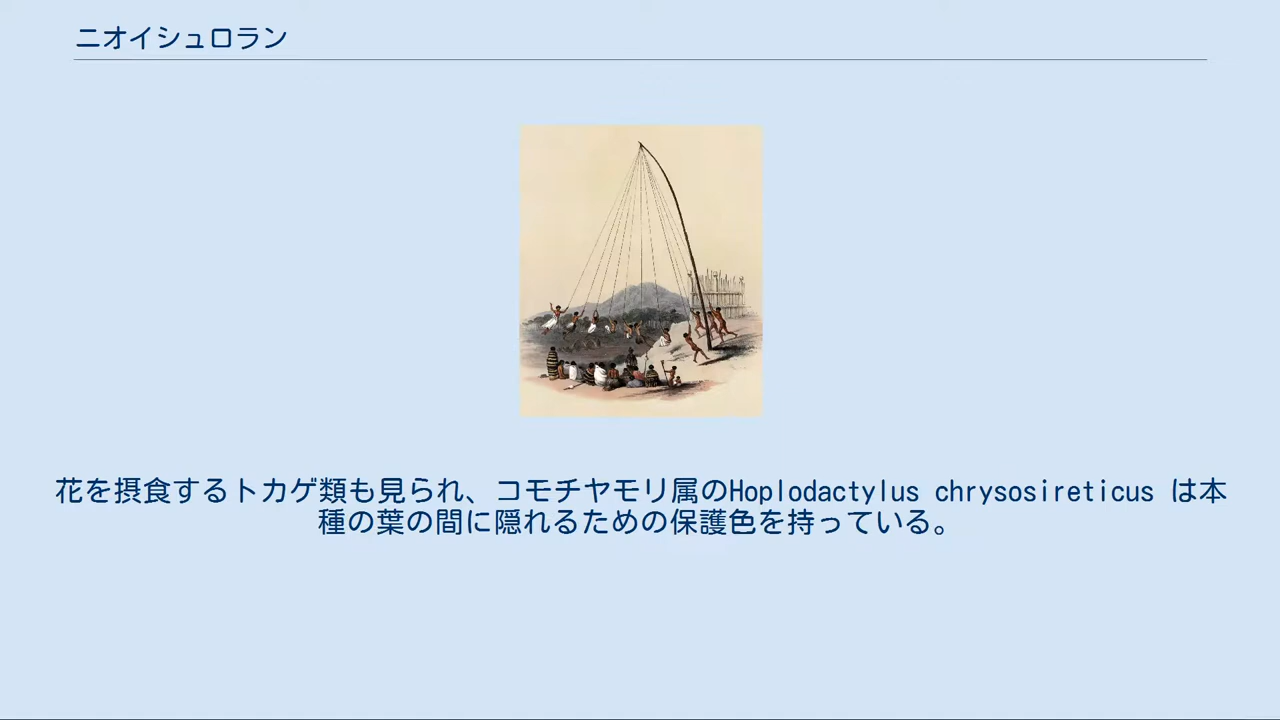 ニオイシュロラン
花を摂食するトカゲ類も見られ、コモチヤモリ属のHoplodactylus chrysosireticus は本
種の葉の間に隠れるための保護色を持っている。